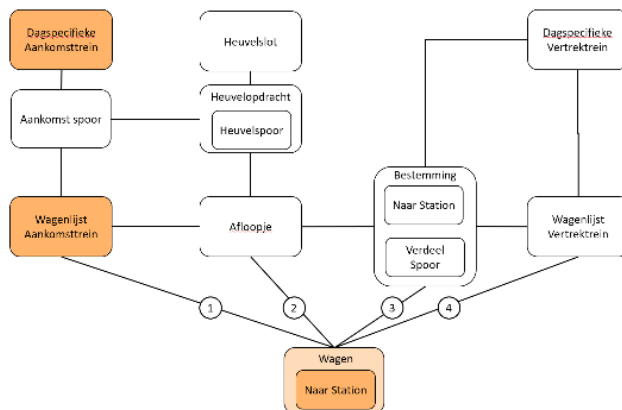 Dagspecifieke
Aankomsttrein
Heuvelslot
Dagspecifieke
Vertrektrein
Heuvelopdracht
Aankomst spoor
Heuvelspoor
Bestemming
Naar Station
Wagenlijst
Aankomsttrein
Afloopje
Wagenlijst
Vertrektrein
Verdeel
Spoor
1
2
3
4
Wagen
Naar Station